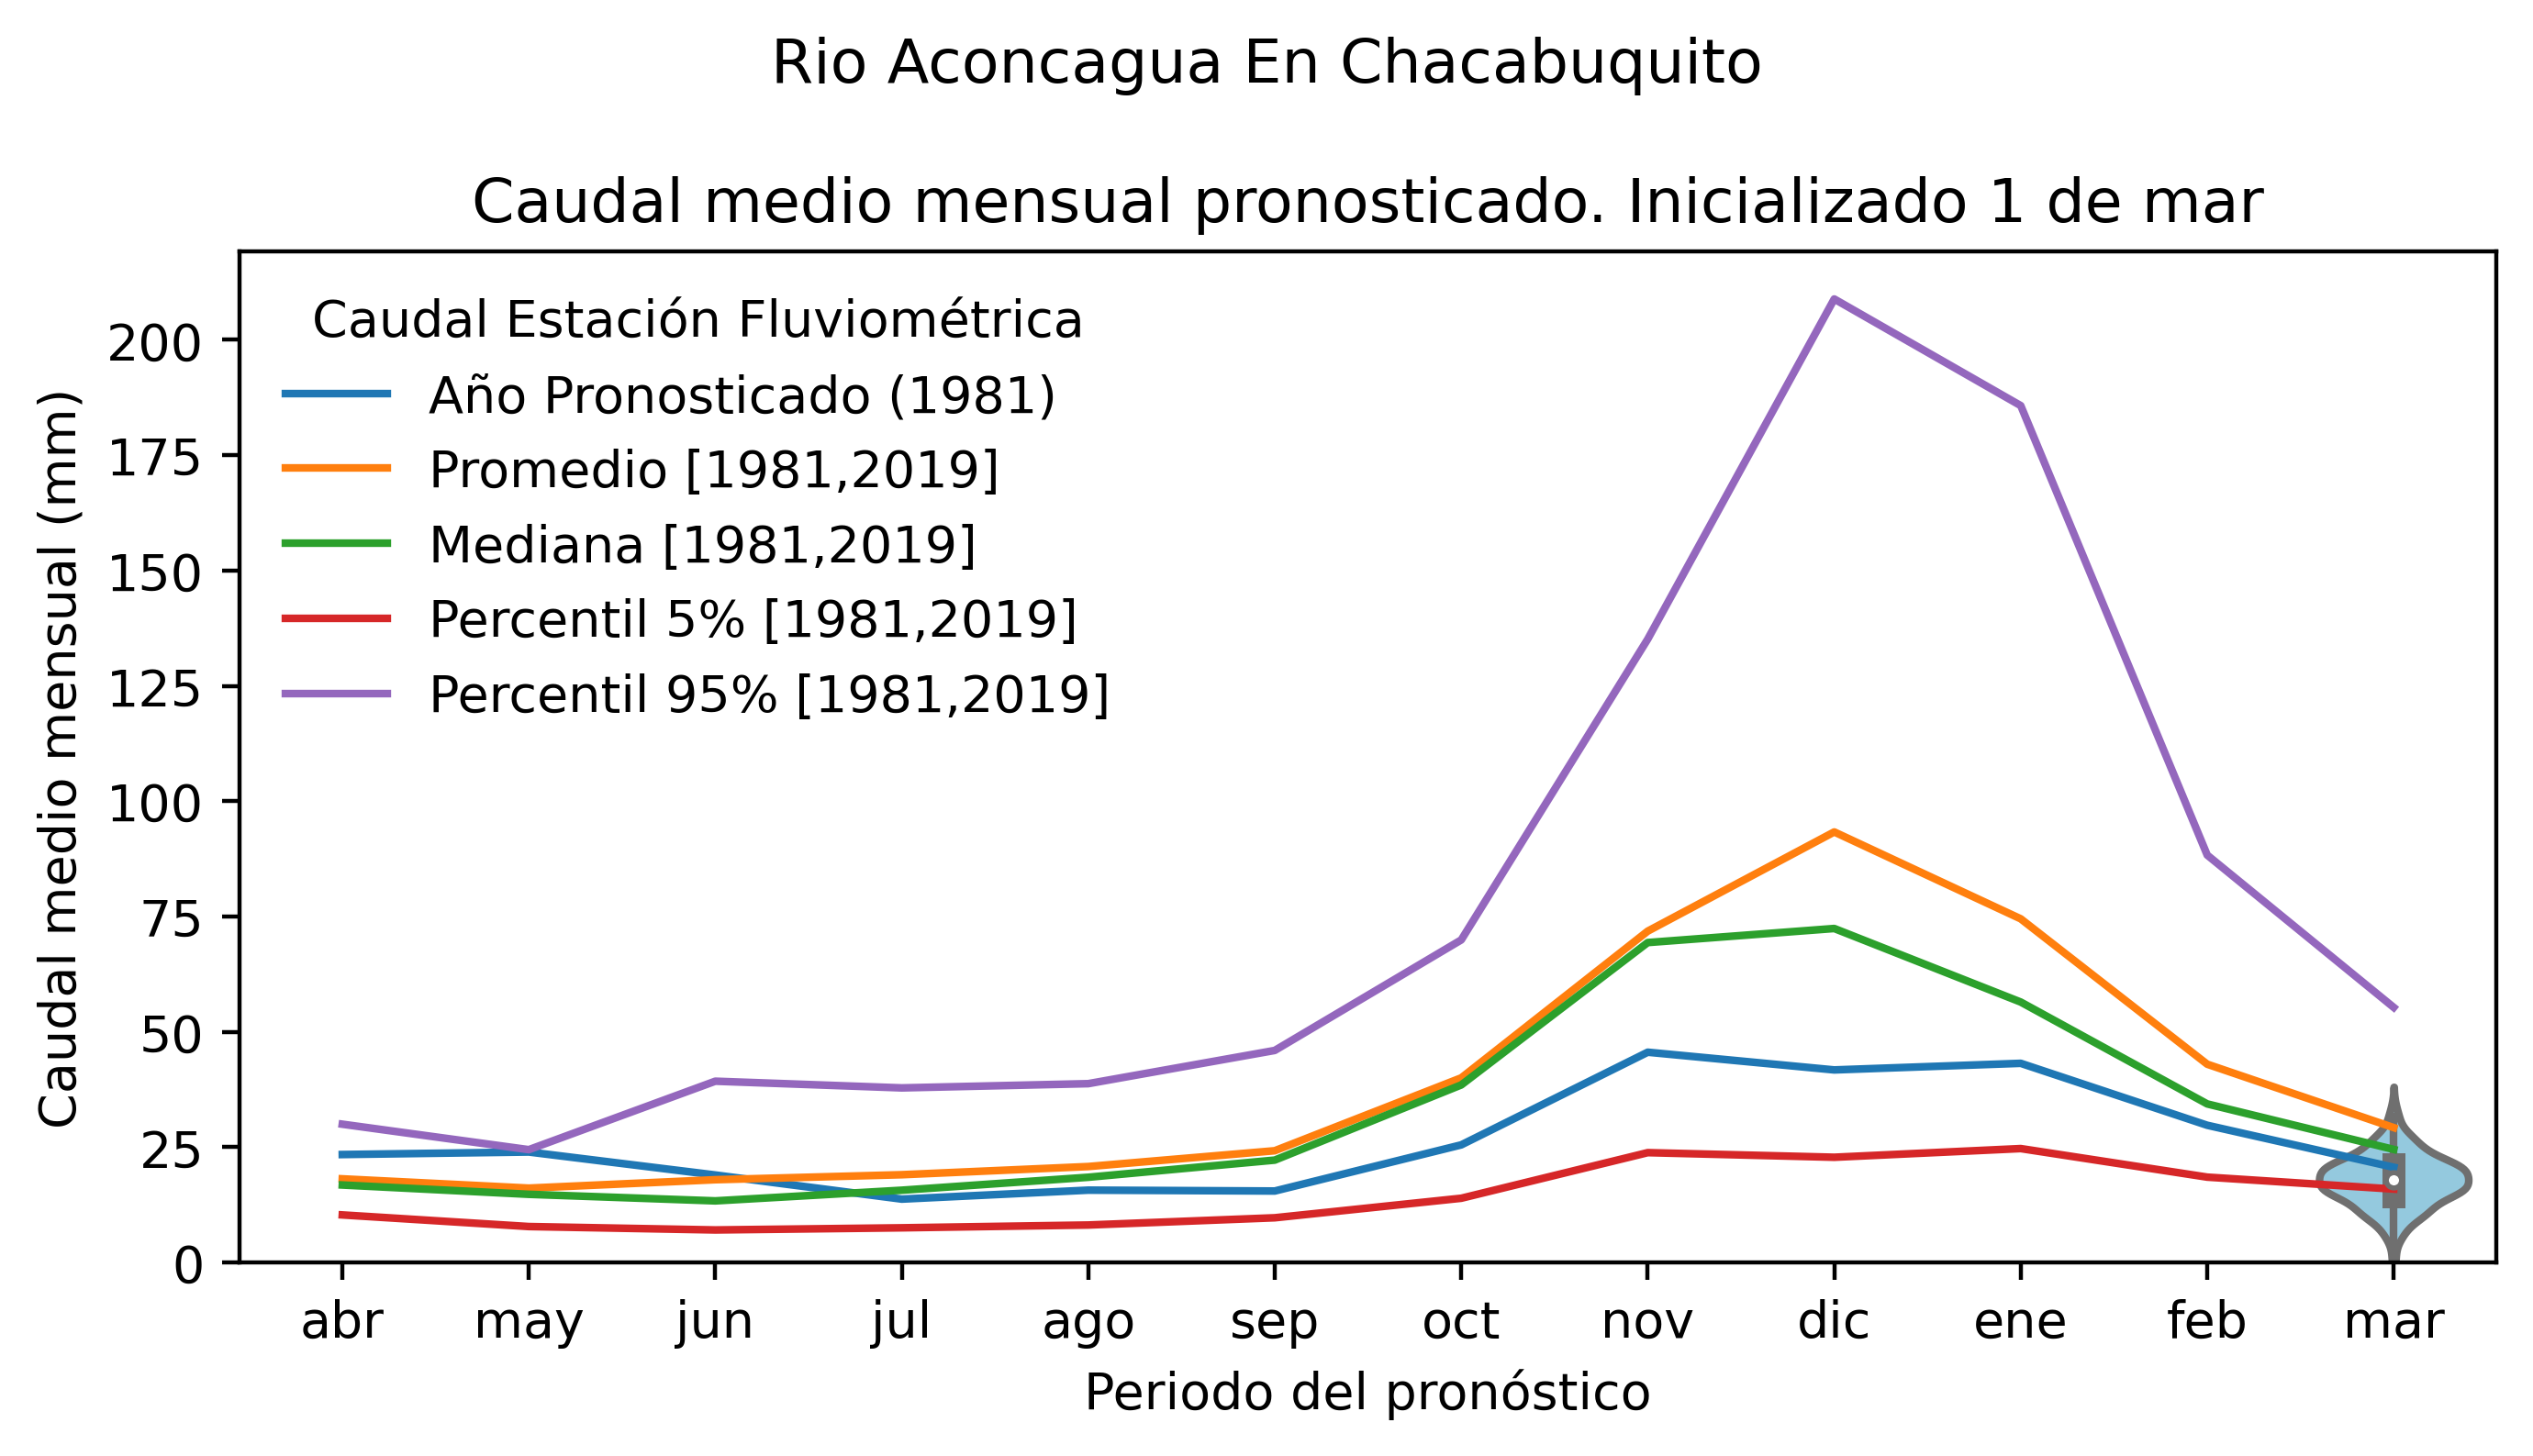 Rio Aconcagua En Chacabuquito
Caudal medio mensual pronosticado. Inicializado 1 de mar
Caudal medio mensual (mm)
200
175
150
125
100
75
50
25
0
Caudal Estación Fluviométrica
Año Pronosticado (1981)
Promedio [1981,2019]
Mediana [1981,2019]
Percentil 5% [1981,2019]
Percentil 95% [1981,2019]
abr may jun jul ago sep oct nov dic ene feb mar
Periodo del pronóstico